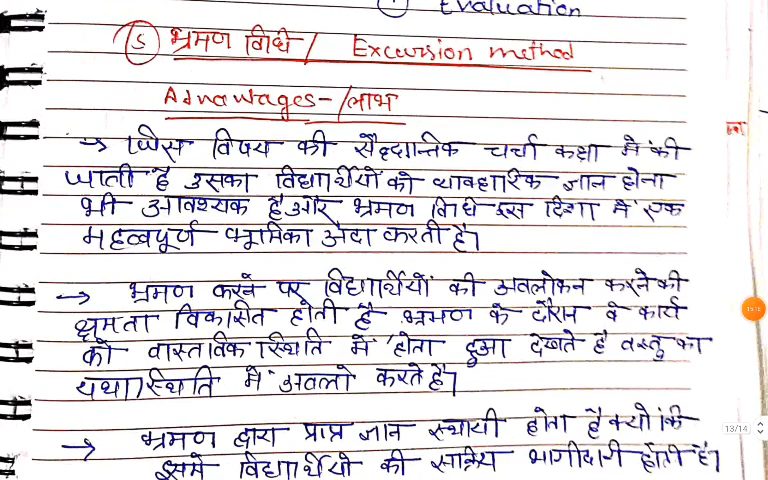 Evaluation
5 भ्रमण विधि / Excursion method
Advantages - / लाभ
→ जिस विषय की सैद्धान्तिक चर्चा कक्षा में की
जाती है उसका विद्यार्थियों को व्यावहारिक ज्ञान होना
भी आवश्यक है और भ्रमण विधि इस दिशा में एक
महत्वपूर्ण भूमिका अदा करती है।
→ भ्रमण करने पर विद्यार्थियों की अवलोकन करने की
क्षमता विकसित होती है भ्रमण के दौरान वे कार्य
को वास्तविक स्थिति में होता हुआ देखते है वस्तु का
यथास्थिति में अवलो करते है।
→ भ्रमण द्वारा प्राप्त ज्ञान स्थायी होता है क्योंकि
इसमे विद्यार्थियो की सक्रिय भागीदारी होती है।
13/14